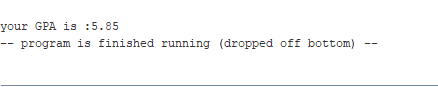 your GPA is :5.85
-- program is finished running (dropped off bottom) --